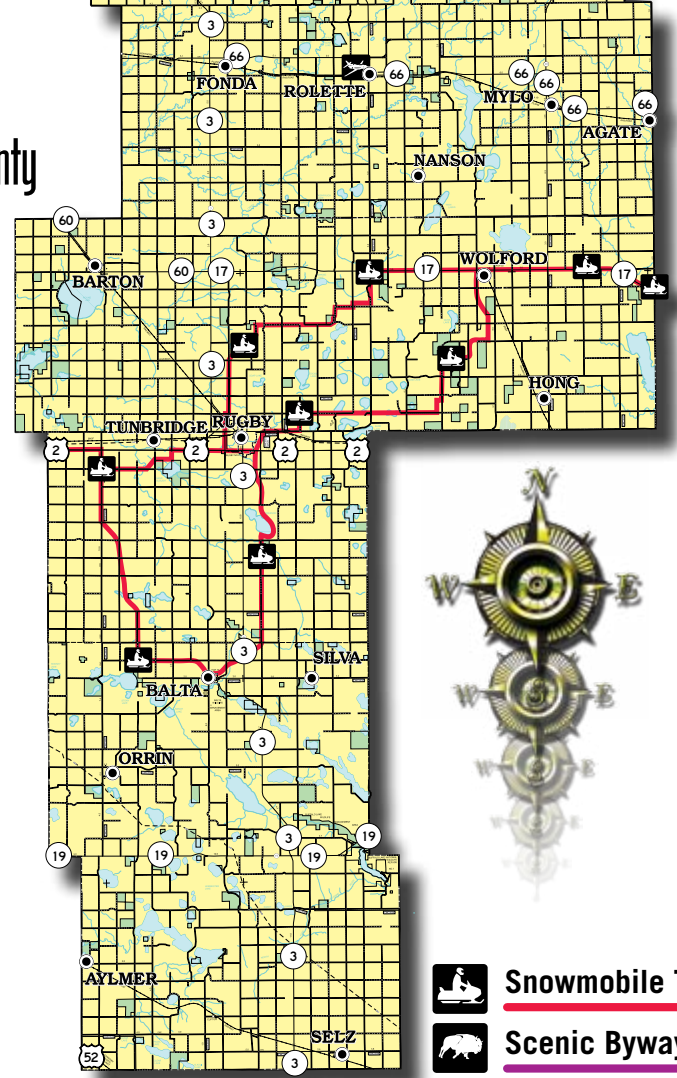 3
66
FONDA
ROLETTE
66
66
66
MYLO
66
66
AGATE
3
NANSON
nty
60
3
BARTON
60
17
17
WOLFORD
17
3
HONG
TUNBRIDGE
RUGBY
2
2
2
2
3
N
W
E
3
SILVA
BALTA
W
E
3
ORRIN
W
E
3
19
19
19
19
3
AYLMER
Snowmobile
SELZ
52
3
Scenic Byway